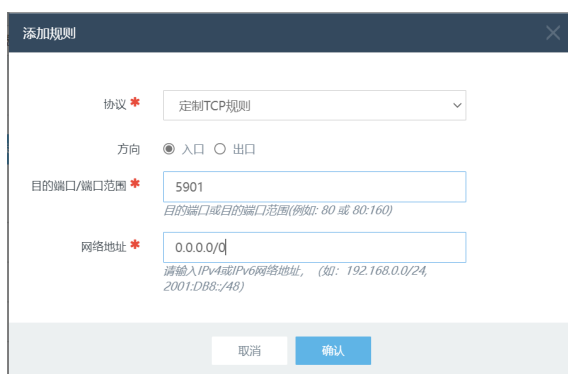 添加规则
协议 *
定制TCP规则
方向
入口 出口
目的端口/端口范围 *
5901
目的端口或目的端口范围(例如: 80 或 80:160)
网络地址 *
0.0.0.0/0
请输入IPv4或IPv6网络地址, (如: 192.168.0.0/24,
2001:DB8::/48)
取消 确认